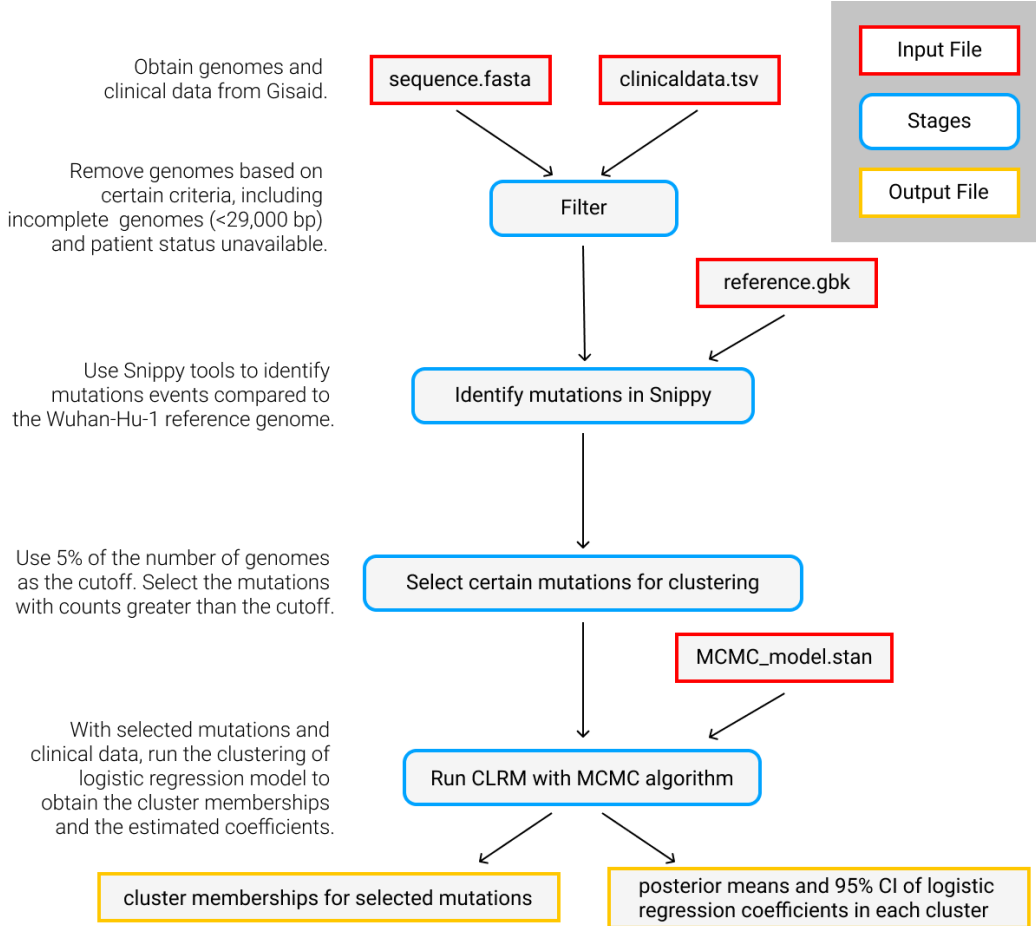 Obtain genomes and
clinical data from Gisaid.
sequence.fasta
clinicaldata.tsv
Input File
Stages
Output File
Remove genomes based on
certain criteria, including
incomplete genomes (<29,000 bp)
and patient status unavailable.
Filter
reference.gbk
Use Snippy tools to identify
mutations events compared to
the Wuhan-Hu-1 reference genome.
Identify mutations in Snippy
Use 5% of the number of genomes
as the cutoff. Select the mutations
with counts greater than the cutoff.
Select certain mutations for clustering
MCMC_model.stan
With selected mutations and
clinical data, run the clustering of
logistic regression model to
obtain the cluster memberships
and the estimated coefficients.
Run CLRM with MCMC algorithm
cluster memberships for selected mutations
posterior means and 95% CI of logistic
regression coefficients in each cluster